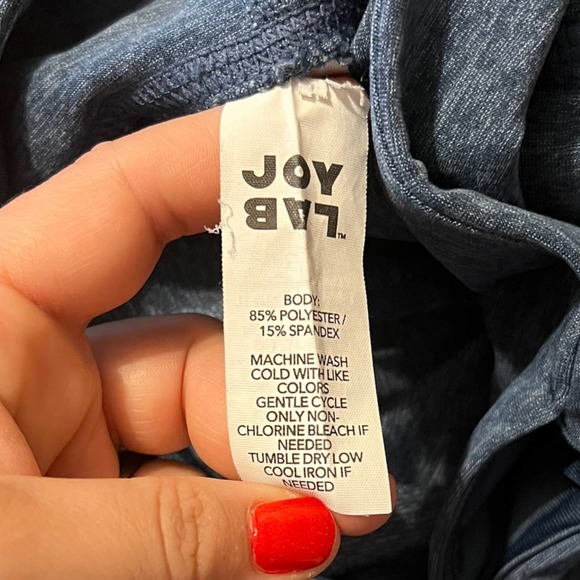 JOY
LAB™
BODY:
85% POLYESTER/
15% SPANDEX
MACHINE WASH
COLD WITH LIKE
COLORS
GENTLE CYCLE
ONLY NON-
CHLORINE BLEACH IF
NEEDED
TUMBLE DRY LOW
COOL IRON IF
NEEDED